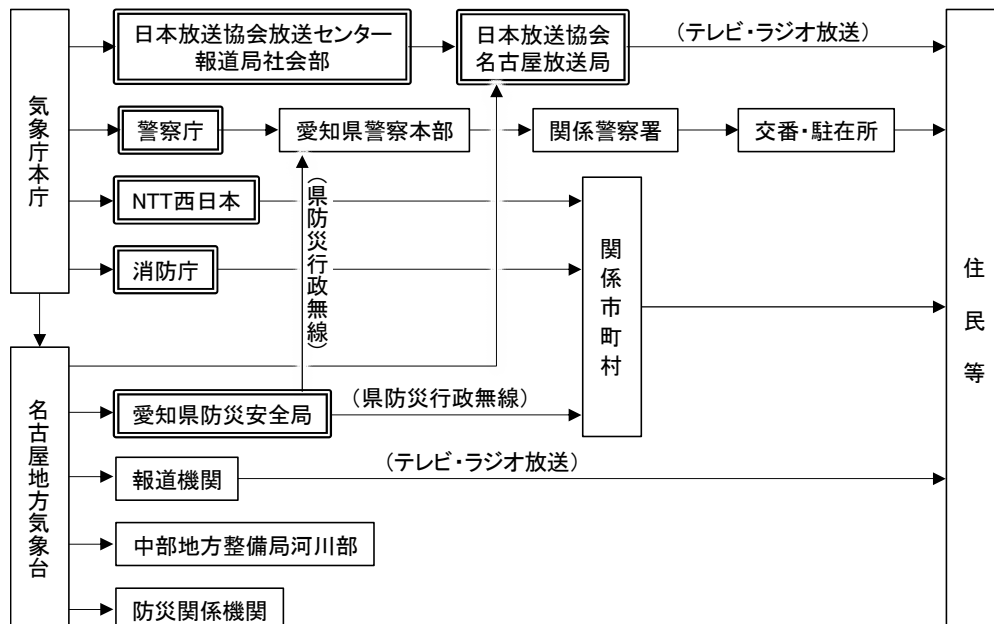 気象庁本庁
日本放送協会放送センター
報道局社会部
日本放送協会
名古屋放送局
(テレビ・ラジオ放送)
警察庁
愛知県警察本部
関係警察署
交番・駐在所
NTT西日本
消防庁
(県防災行政無線)
関係市町村
住民等
名古屋地方気象台
愛知県防災安全局
(県防災行政無線)
報道機関
(テレビ・ラジオ放送)
中部地方整備局河川部
防災関係機関